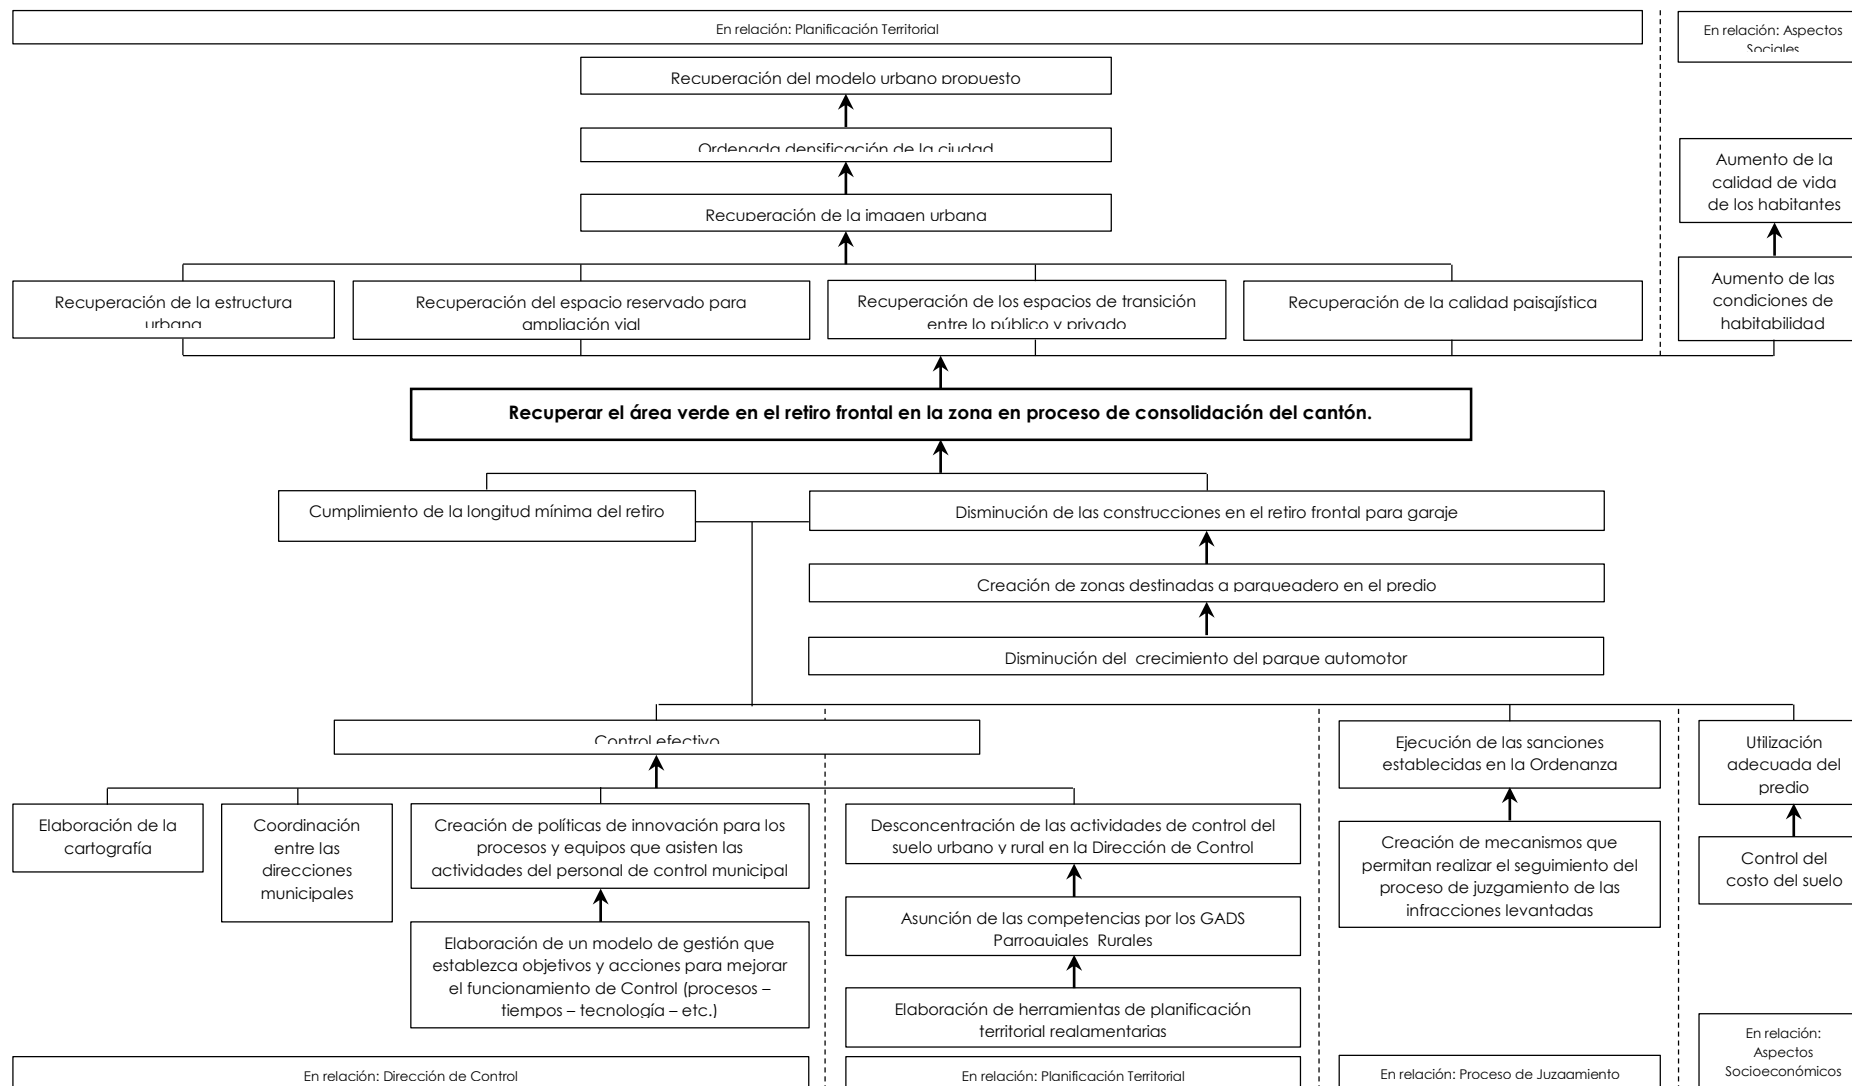 En relación: Planificación Territorial
En relación: Aspectos
Sociales
Recuperación del modelo urbano propuesto
Ordenada densificación de la ciudad
Aumento de la
calidad de vida
de los habitantes
Recuperación de la imagen urbana
Recuperación de la estructura
urbana
Recuperación del espacio reservado para
ampliación vial
Recuperación de los espacios de transición
entre lo público y privado
Recuperación de la calidad paisajística
Aumento de las
condiciones de
habitabilidad
Recuperar el área verde en el retiro frontal en la zona en proceso de consolidación del cantón.
Cumplimiento de la longitud mínima del retiro
Disminución de las construcciones en el retiro frontal para garaje
Creación de zonas destinadas a parqueadero en el predio
Disminución del crecimiento del parque automotor
Control efectivo
Ejecución de las sanciones
establecidas en la Ordenanza
Utilización
adecuada del
predio
Elaboración de la
cartografía
Coordinación
entre las
direcciones
municipales
Creación de políticas de innovación para los
procesos y equipos que asisten las
actividades del personal de control municipal
Desconcentración de las actividades de control del
suelo urbano y rural en la Dirección de Control
Creación de mecanismos que
permitan realizar el seguimiento del
proceso de juzgamiento de las
infracciones levantadas
Control del
costo del suelo
Asunción de las competencias por los GADS
Parroquiales Rurales
Elaboración de un modelo de gestión que
establezca objetivos y acciones para mejorar
el funcionamiento de Control (procesos –
tiempos – tecnología – etc.)
Elaboración de herramientas de planificación
territorial reglamentarias
En relación: Dirección de Control
En relación: Planificación Territorial
En relación: Proceso de Juzgamiento
En relación:
Aspectos
Socioeconómicos